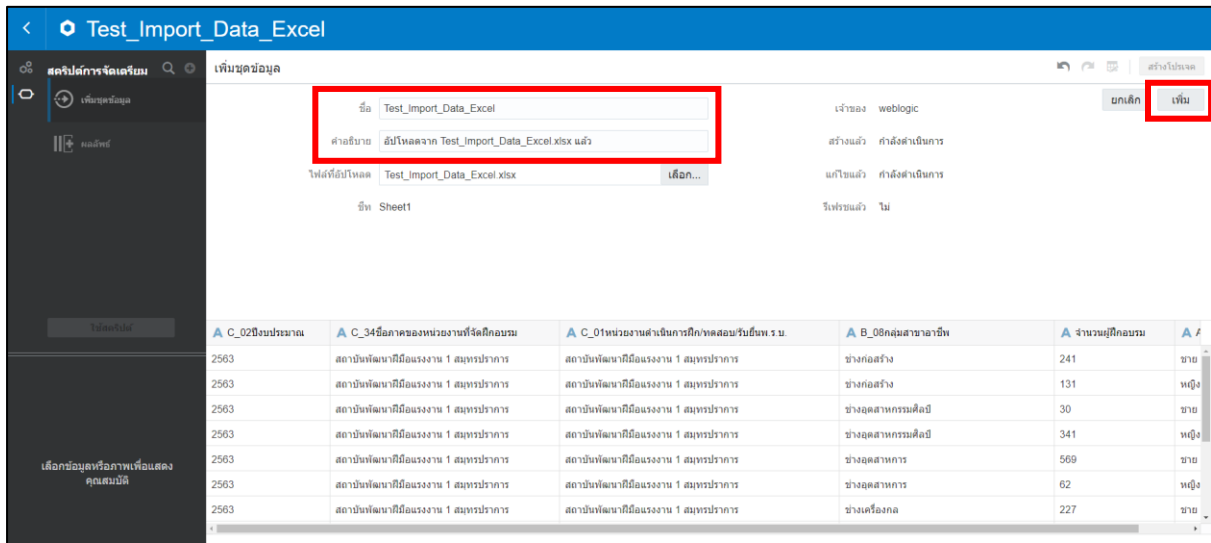 Test_Import_Data_Excel
สคริปต์การจัดเตรียม
เพิ่มชุดข้อมูล
สร้างโปรเจค
เพิ่มชุดข้อมูล
ผลลัพธ์
ใช้สคริปต์
เลือกข้อมูลหรือภาพเพื่อแสดง
คุณสมบัติ
ชื่อ Test_Import_Data_Excel
เจ้าของ weblogic
ยกเลิก เพิ่ม
คำอธิบาย อัปโหลดจาก Test_Import_Data_Excel.xlsx แล้ว
สร้างแล้ว กำลังดำเนินการ
ไฟล์ที่อัปโหลด Test_Import_Data_Excel.xlsx เลือก...
แก้ไขแล้ว กำลังดำเนินการ
ชีท Sheet1
รีเฟรชแล้ว ไม่
A C_02ปีงบประมาณ A C_34ชื่อภาคของหน่วยงานที่จัดฝึกอบรม A C_01หน่วยงานดำเนินการฝึก/ทดสอบ/รับยื่นพ.ร.บ. A B_08กลุ่มสาขาอาชีพ A จำนวนผู้ฝึกอบรม A
2563 สถาบันพัฒนาฝีมือแรงงาน 1 สมุทรปราการ สถาบันพัฒนาฝีมือแรงงาน 1 สมุทรปราการ ช่างก่อสร้าง 241 ชาย
2563 สถาบันพัฒนาฝีมือแรงงาน 1 สมุทรปราการ สถาบันพัฒนาฝีมือแรงงาน 1 สมุทรปราการ ช่างก่อสร้าง 131 หญิง
2563 สถาบันพัฒนาฝีมือแรงงาน 1 สมุทรปราการ สถาบันพัฒนาฝีมือแรงงาน 1 สมุทรปราการ ช่างอุตสาหกรรมศิลป์ 30 ชาย
2563 สถาบันพัฒนาฝีมือแรงงาน 1 สมุทรปราการ สถาบันพัฒนาฝีมือแรงงาน 1 สมุทรปราการ ช่างอุตสาหกรรมศิลป์ 341 หญิง
2563 สถาบันพัฒนาฝีมือแรงงาน 1 สมุทรปราการ สถาบันพัฒนาฝีมือแรงงาน 1 สมุทรปราการ ช่างอุตสาหการ 569 ชาย
2563 สถาบันพัฒนาฝีมือแรงงาน 1 สมุทรปราการ สถาบันพัฒนาฝีมือแรงงาน 1 สมุทรปราการ ช่างอุตสาหการ 62 หญิง
2563 สถาบันพัฒนาฝีมือแรงงาน 1 สมุทรปราการ สถาบันพัฒนาฝีมือแรงงาน 1 สมุทรปราการ ช่างเครื่องกล 227 ชาย